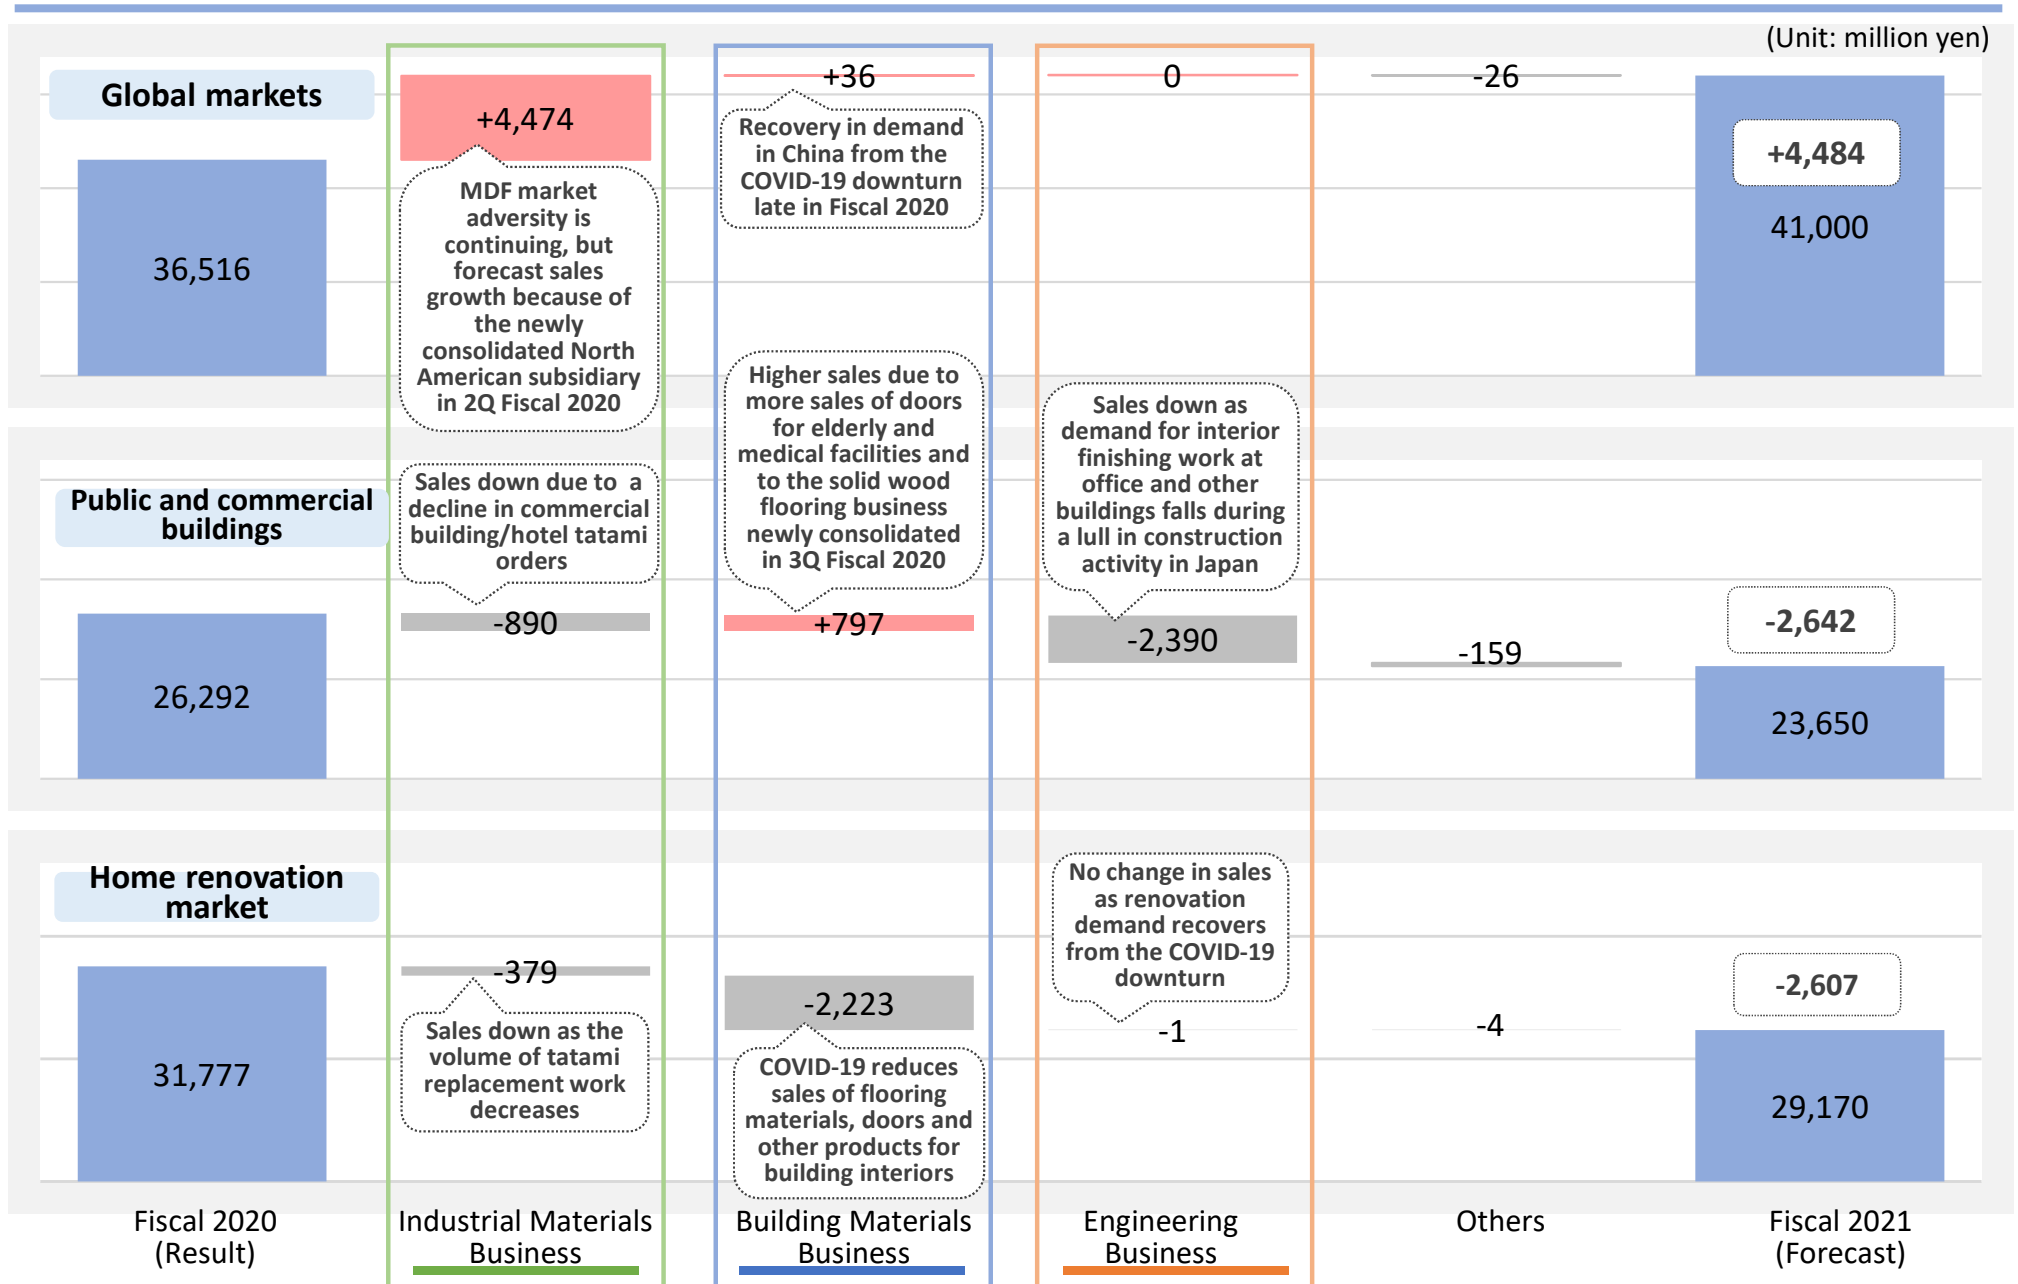 (Unit: million yen)
Global markets
36,516
+4,474
MDF market
adversity is
continuing, but
forecast sales
growth because of
the newly
consolidated North
American subsidiary
in 2Q Fiscal 2020
+36
Recovery in demand
in China from the
COVID-19 downturn
late in Fiscal 2020
0
-26
+4,484
41,000
Public and commercial
buildings
26,292
Sales down due to a
decline in commercial
building/hotel tatami
orders
-890
Higher sales due to
more sales of doors
for elderly and
medical facilities and
to the solid wood
flooring business
newly consolidated
in 3Q Fiscal 2020
+797
Sales down as
demand for interior
finishing work at
office and other
buildings falls during
a lull in construction
activity in Japan
-2,390
-159
-2,642
23,650
Home renovation
market
31,777
-379
Sales down as the
volume of tatami
replacement work
decreases
-2,223
COVID-19 reduces
sales of flooring
materials, doors and
other products for
building interiors
No change in sales
as renovation
demand recovers
from the COVID-19
downturn
-1
-4
-2,607
29,170
Fiscal 2020
(Result)
Industrial Materials
Business
Building Materials
Business
Engineering
Business
Others
Fiscal 2021
(Forecast)